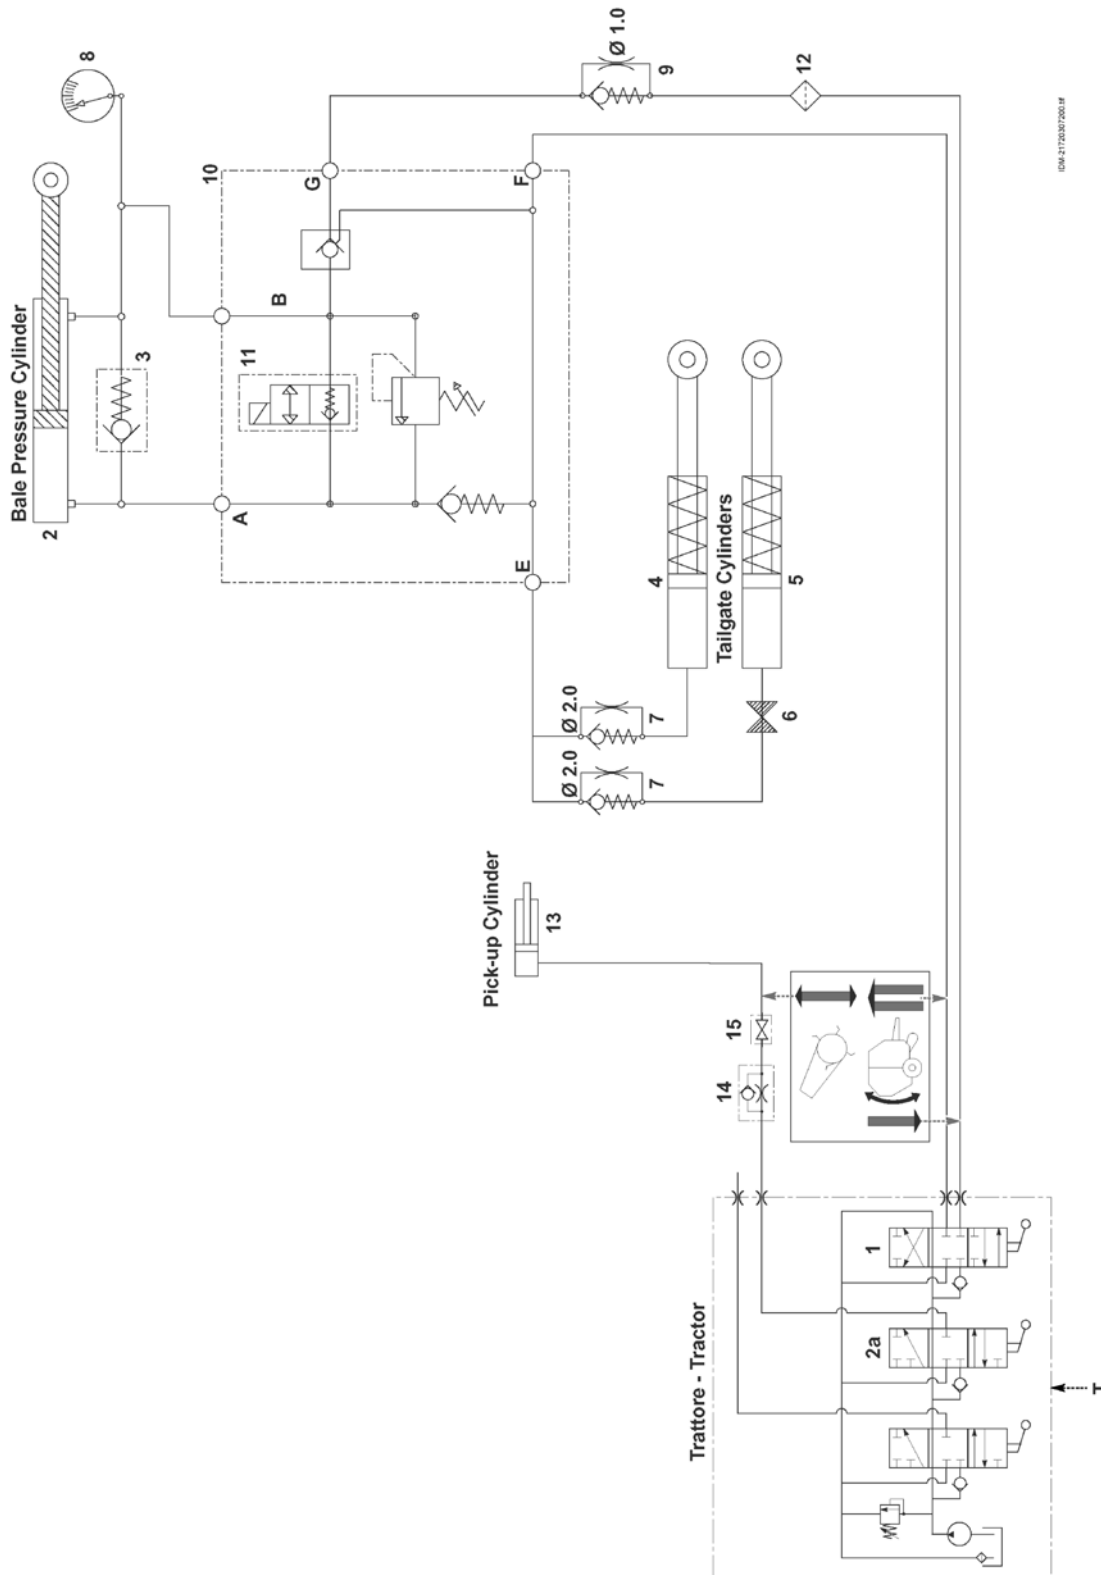 Bale Pressure Cylinder
2
8
3
10
A
11
B
G
Pick-up Cylinder
E
F
13
Ø 2.0
Ø 2.0
Ø 1.0
7
7
4
9
Trattore - Tractor
14
15
Tailgate Cylinders
6
5
12
2a
1
IDM-21720307200.tif
T